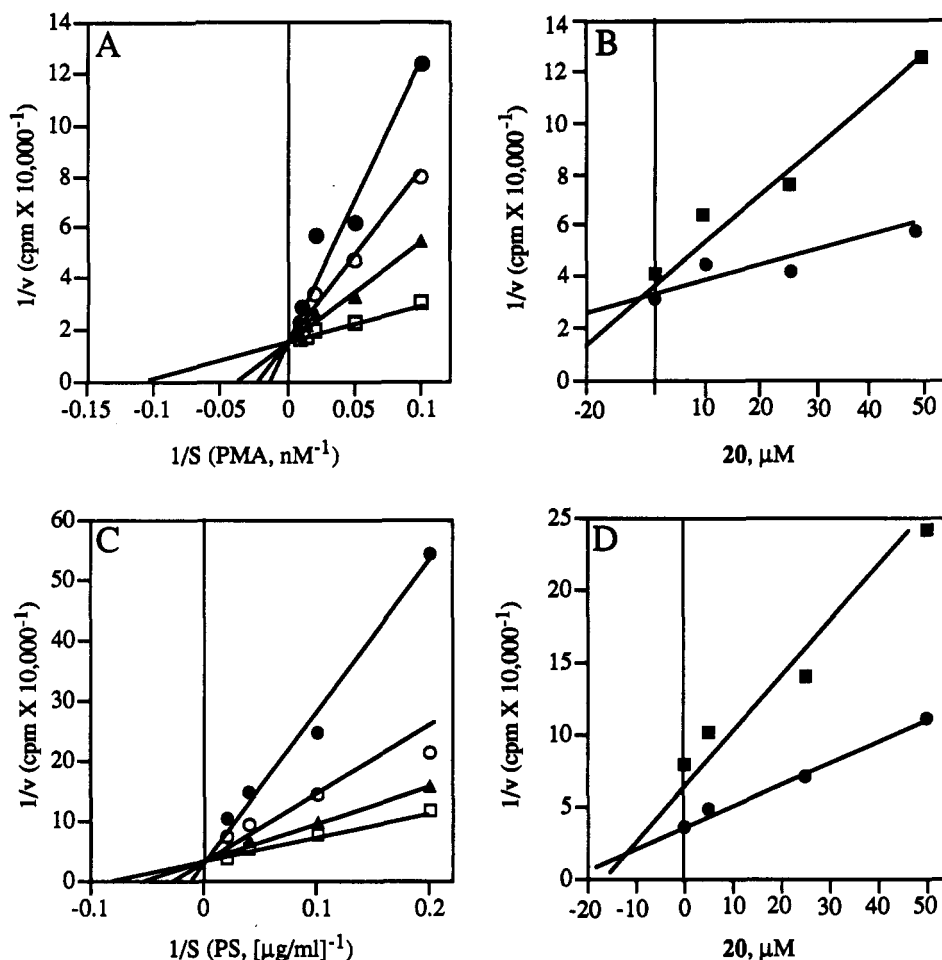 A
14
12
10
8
6
4
2
0
1/v (cpm X 10,000⁻¹)
-0.15 -0.1 -0.05 0 0.05 0.1
1/S (PMA, nM⁻¹)
B
14
12
10
8
6
4
2
0
1/v (cpm X 10,000⁻¹)
-20 10 20 30 40 50
20, μM
C
60
50
40
30
20
10
0
1/v (cpm X 10,000⁻¹)
-0.1 0 0.1 0.2
1/S (PS, [μg/ml]⁻¹)
D
25
20
15
10
5
0
1/v (cpm X 10,000⁻¹)
-20 -10 0 10 20 30 40 50
20, μM